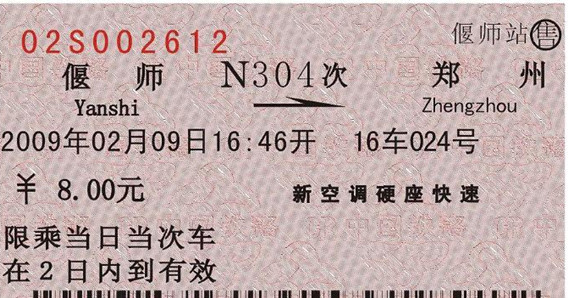 02S002612
偃师站售
偃师 N304次 郑州
Yanshi Zhengzhou
2009年02月09日16:46开 16车024号
¥ 8.00元 新空调硬座快速
限乘当日当次车
在2日内到有效